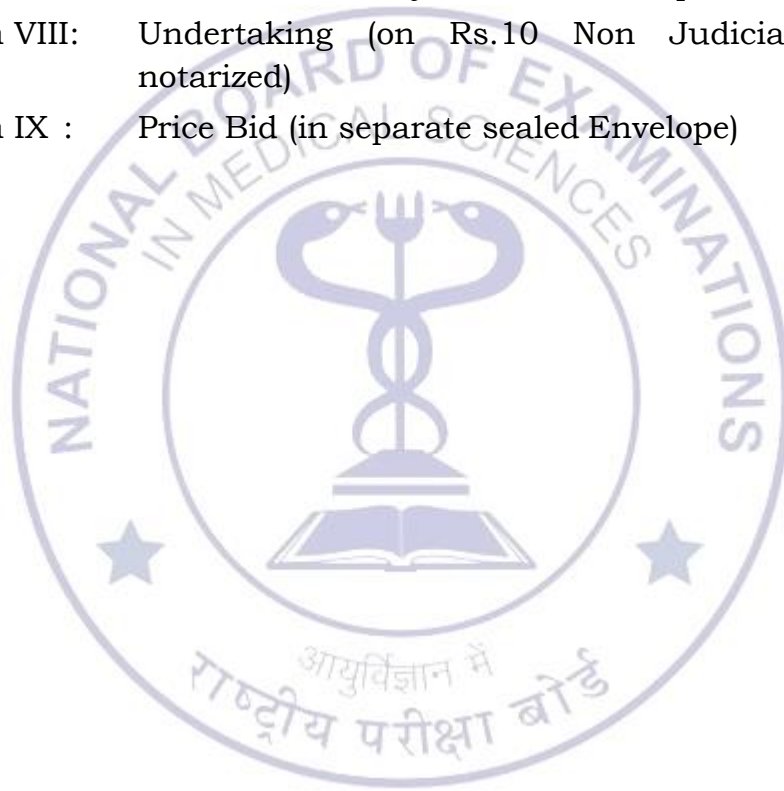 VIII: Undertaking (on Rs.10 Non Judicia
notarized)
IX : Price Bid (in separate sealed Envelope)
NATIONAL BOARD OF EXAMINATIONS
IN MEDICAL SCIENCES
आयुर्विज्ञान में
राष्ट्रीय परीक्षा बोर्ड